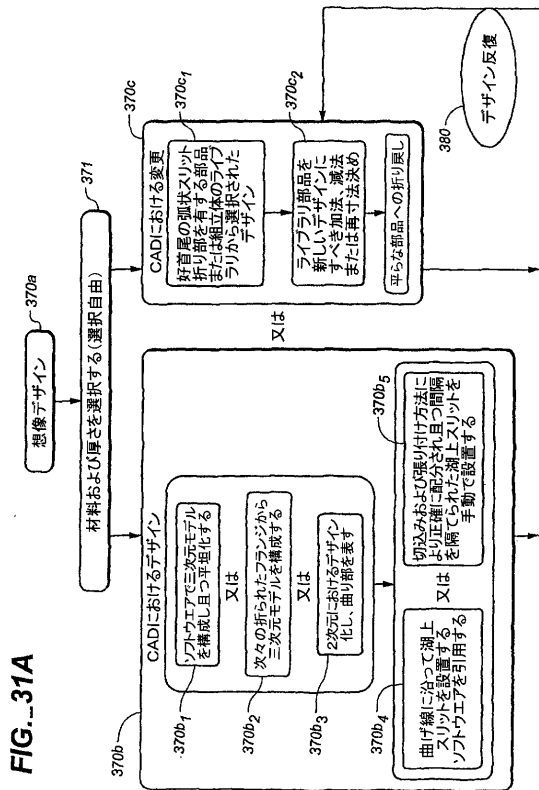 FIG._31A
370a
想像デザイン
371
材料および厚さを選択する(選択自由)
370b
CADIにおけるデザイン
370b1
ソフトウエアで三次元モデル
を構成し且つ平坦化する
又は
370b2
次々の折られたフランジから
三次元モデルを構成する
又は
370b3
2次元におけるデザイン
化し、曲り部を表す
370b4
曲げ線に沿って湖上
スリットを設置する
ソフトウエアを引用する
又は
370b5
切込みおよび張り付け方法に
より正確に配分され且つ間隔
を隔てられた湖上スリットを
手動で設置する
又は
370c
CADIにおける変更
370c1
好首尾の弧状スリット
折り部を有する部品
または組立体のライブ
ラリから選択された
デザイン
370c2
ライブラリ部品を
新しいデザインに
すべき加法、減法
または再寸法決め
平らな部品への折り戻し
380
デザイン反復